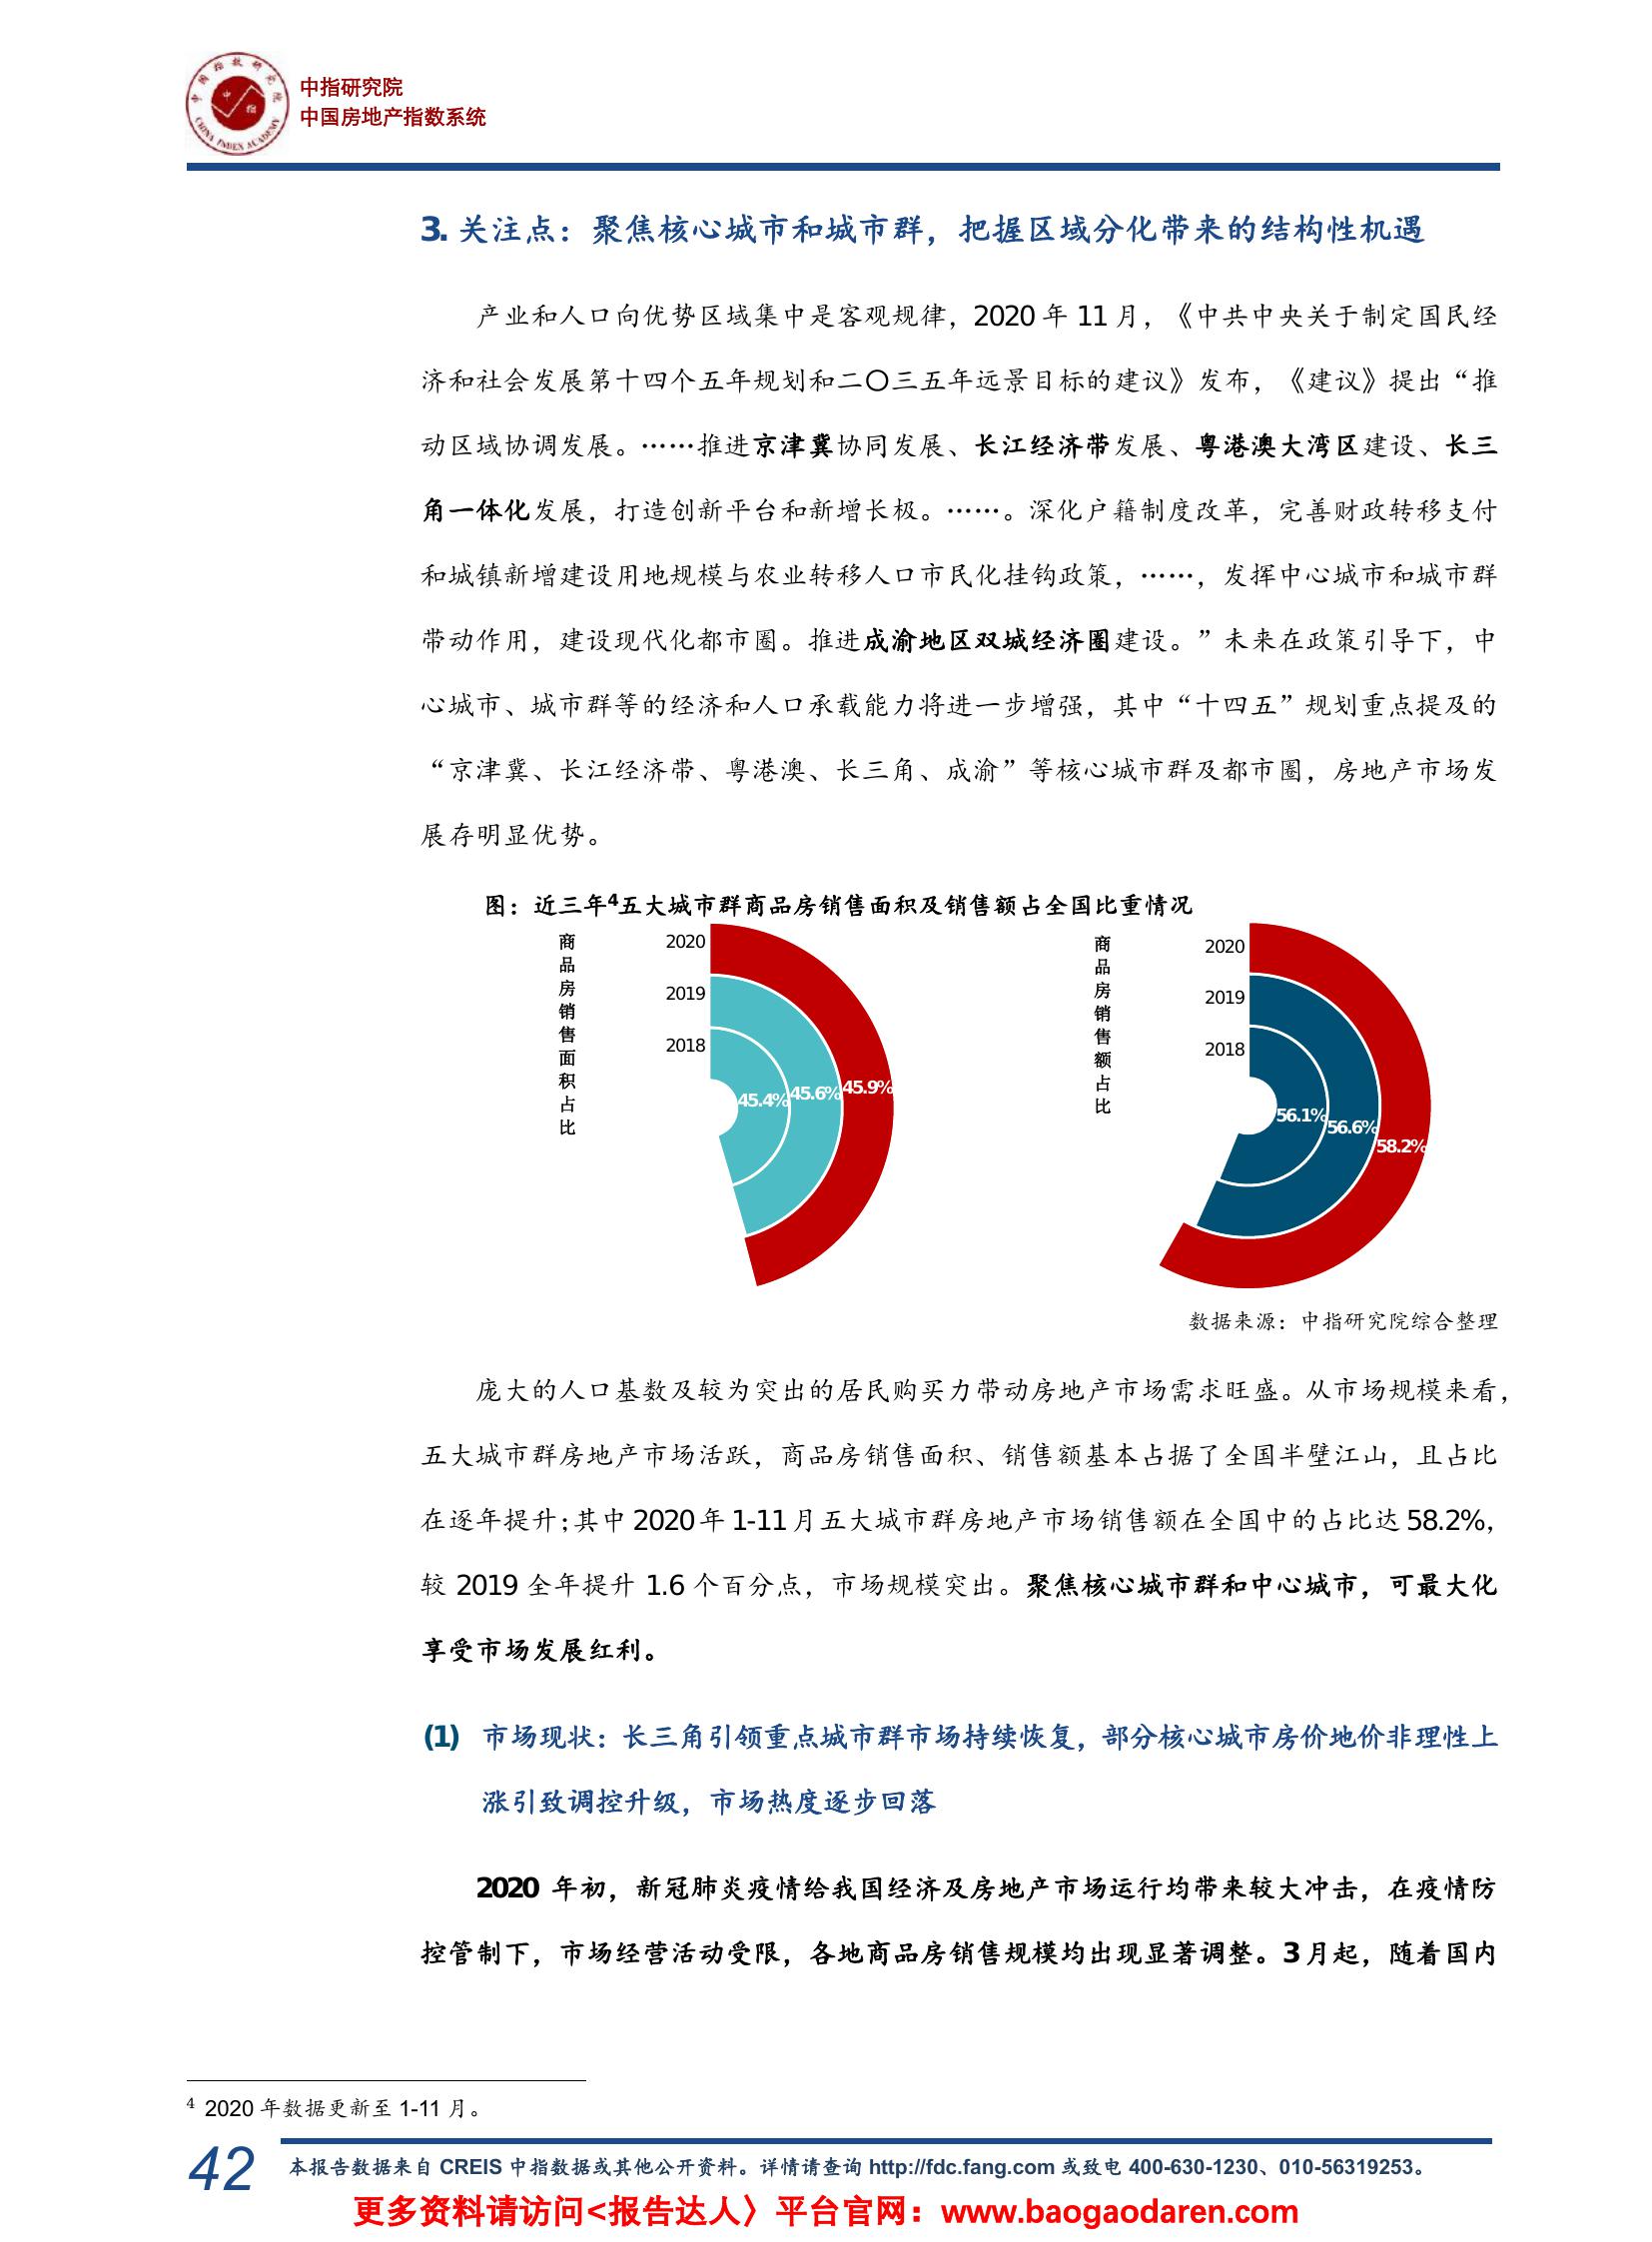 中国指数研究院
中指
CHINA INDEX ACADEMY
中指研究院
中国房地产指数系统
3. 关注点：聚焦核心城市和城市群，把握区域分化带来的结构性机遇
产业和人口向优势区域集中是客观规律，2020 年 11 月，《中共中央关于制定国民经
济和社会发展第十四个五年规划和二〇三五年远景目标的建议》发布，《建议》提出“推
动区域协调发展。……推进京津冀协同发展、长江经济带发展、粤港澳大湾区建设、长三
角一体化发展，打造创新平台和新增长极。……。深化户籍制度改革，完善财政转移支付
和城镇新增建设用地规模与农业转移人口市民化挂钩政策，……，发挥中心城市和城市群
带动作用，建设现代化都市圈。推进成渝地区双城经济圈建设。”未来在政策引导下，中
心城市、城市群等的经济和人口承载能力将进一步增强，其中“十四五”规划重点提及的
“京津冀、长江经济带、粤港澳、长三角、成渝”等核心城市群及都市圈，房地产市场发
展存明显优势。
图：近三年4五大城市群商品房销售面积及销售额占全国比重情况
商品房销售面积占比
2020
2019
2018
45.4%
45.6%
45.9%
商品房销售额占比
2020
2019
2018
56.1%
56.6%
58.2%
数据来源：中指研究院综合整理
庞大的人口基数及较为突出的居民购买力带动房地产市场需求旺盛。从市场规模来看，
五大城市群房地产市场活跃，商品房销售面积、销售额基本占据了全国半壁江山，且占比
在逐年提升；其中 2020 年 1-11 月五大城市群房地产市场销售额在全国中的占比达 58.2%，
较 2019 全年提升 1.6 个百分点，市场规模突出。聚焦核心城市群和中心城市，可最大化
享受市场发展红利。
(1) 市场现状：长三角引领重点城市群市场持续恢复，部分核心城市房价地价非理性上
涨引致调控升级，市场热度逐步回落
2020 年初，新冠肺炎疫情给我国经济及房地产市场运行均带来较大冲击，在疫情防
控管制下，市场经营活动受限，各地商品房销售规模均出现显著调整。3 月起，随着国内
4 2020 年数据更新至 1-11 月。
42
本报告数据来自 CREIS 中指数据或其他公开资料。详情请查询 http://fdc.fang.com 或致电 400-630-1230、010-56319253。
更多资料请访问<报告达人〉平台官网：www.baogaodaren.com